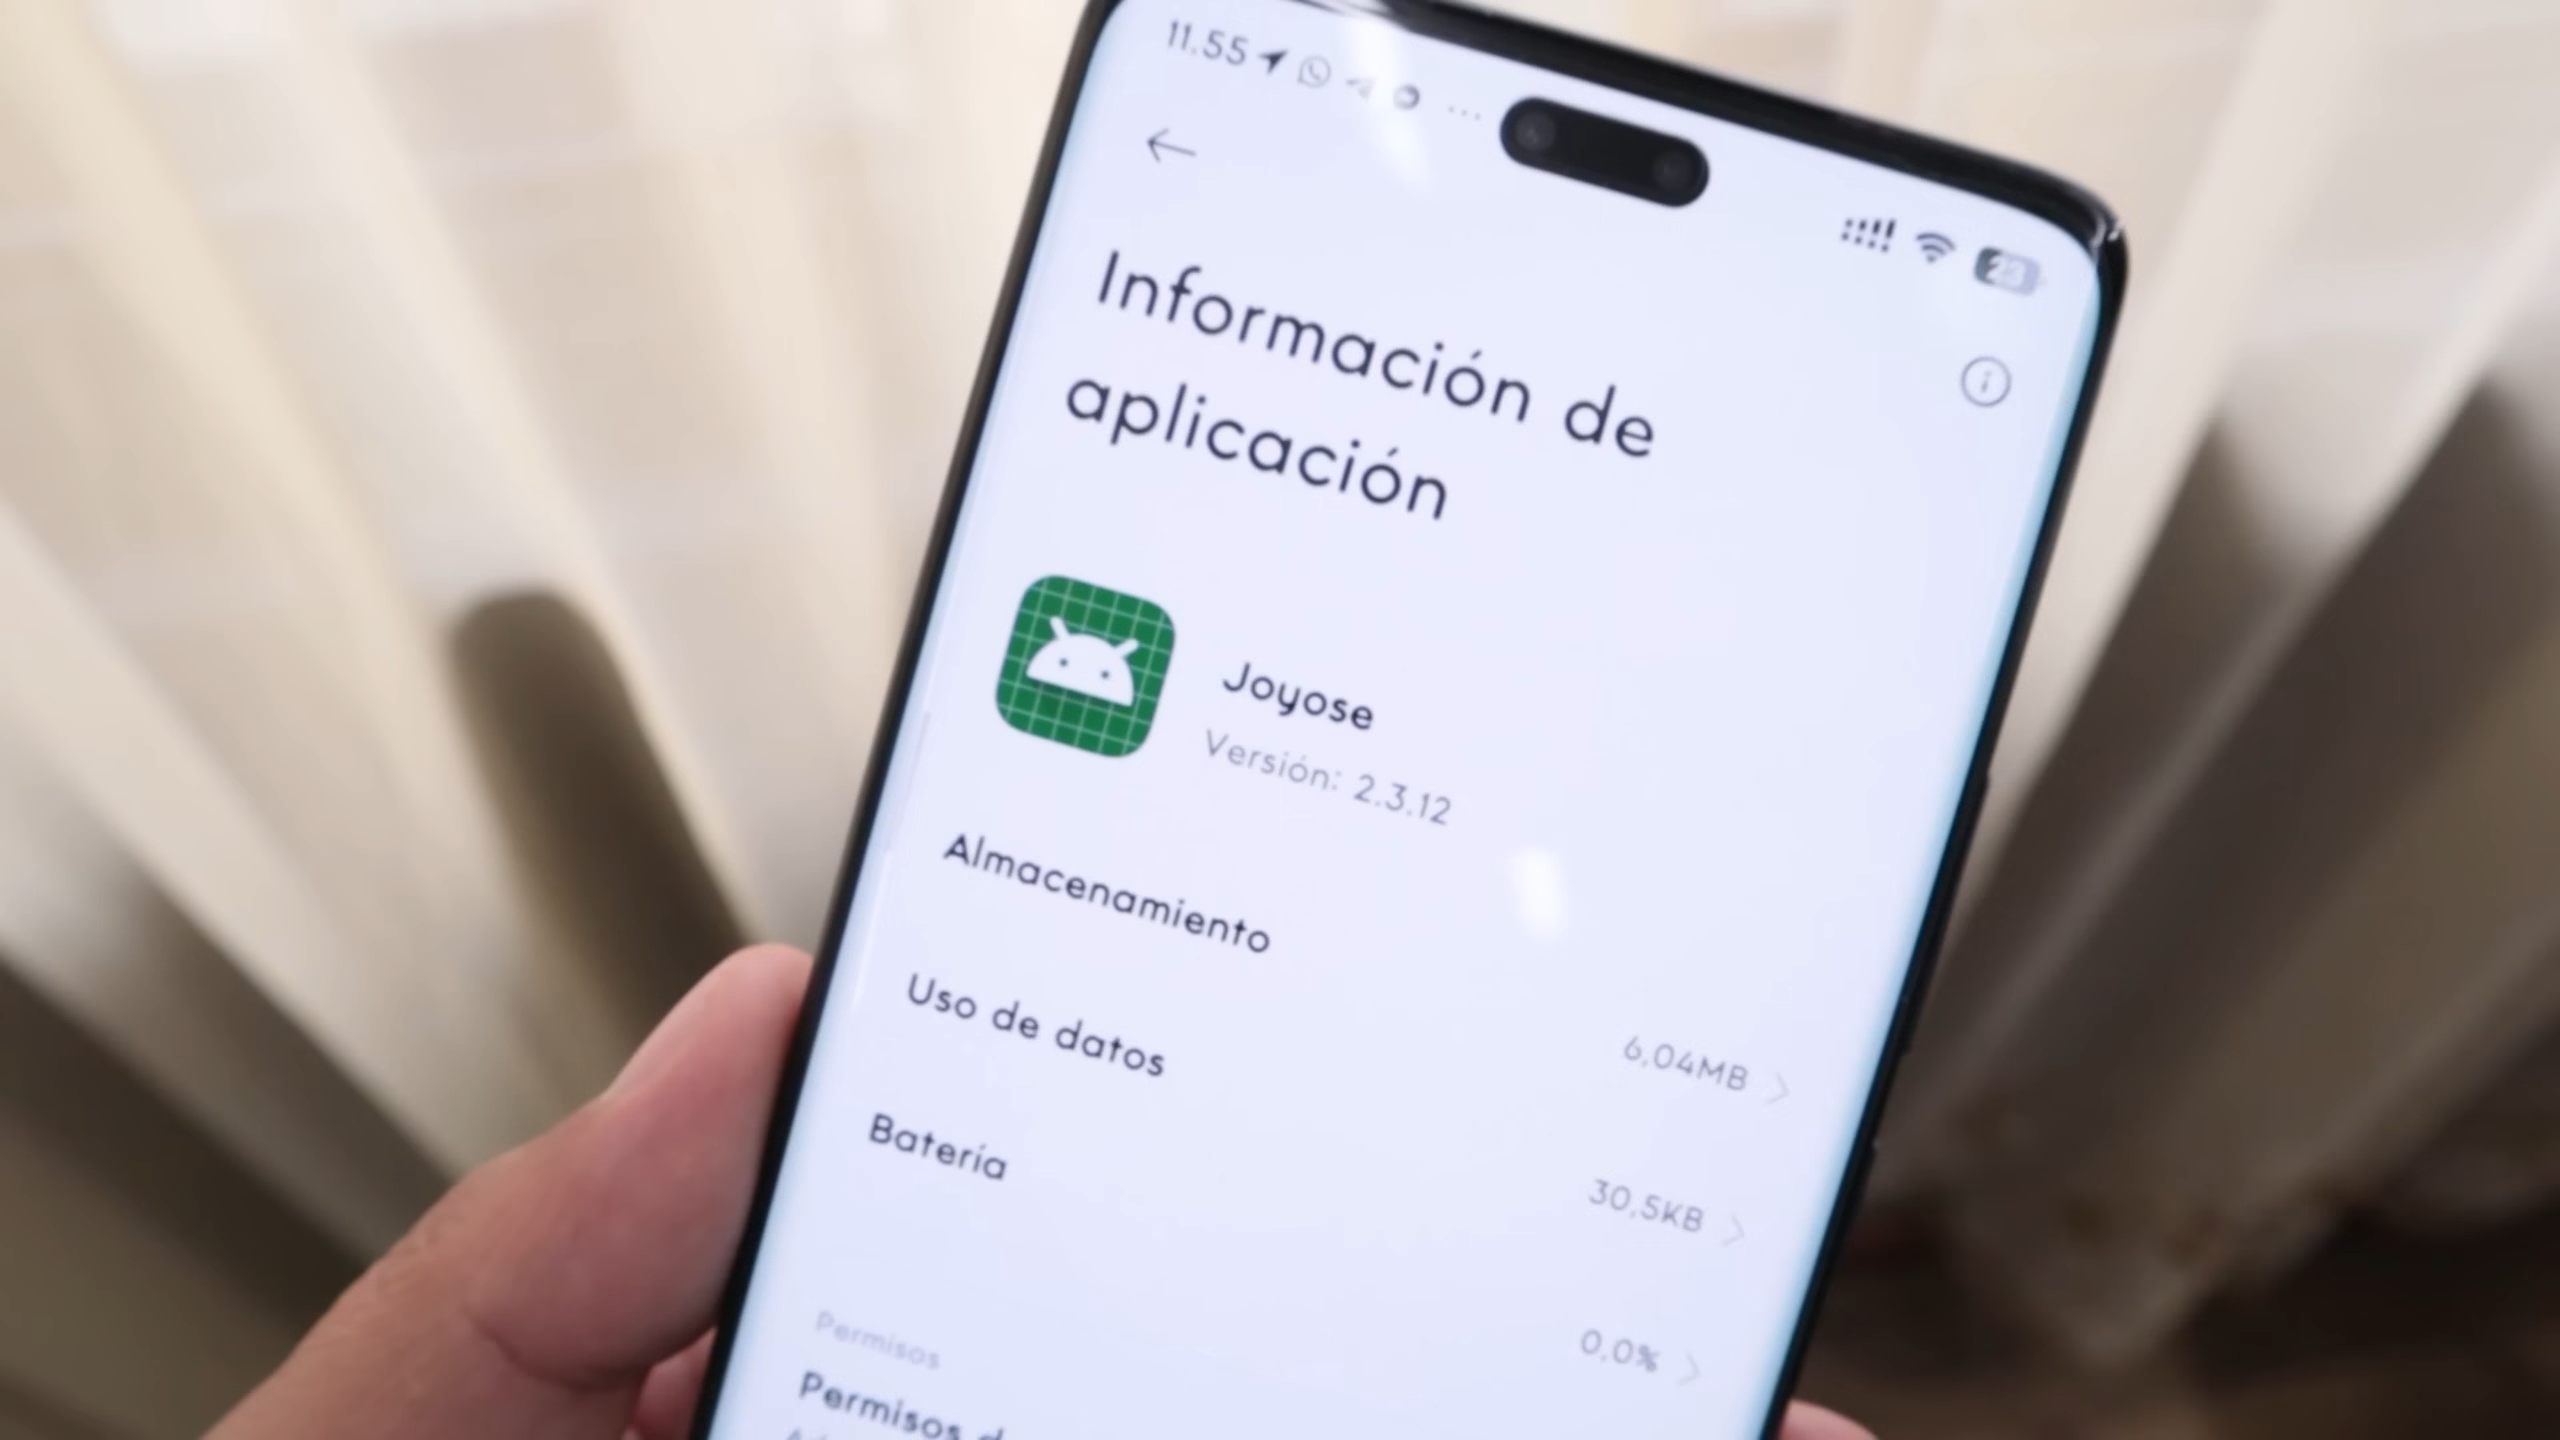 11.55
Información de
aplicación
Joyose
Versión: 2.3.12
Almacenamiento
6,04MB
Uso de datos
30,5KB
Batería
0,0%
Permisos
Permisos